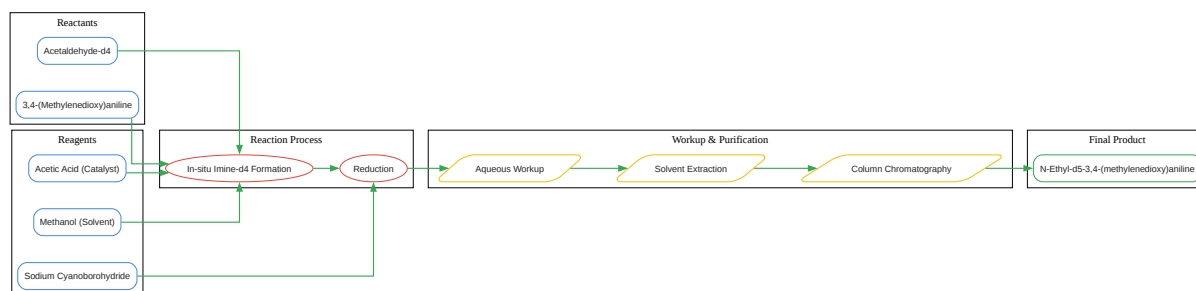 Reactants
Acetaldehyde-d4
3,4-(Methylenedioxy)aniline
Reagents
Acetic Acid (Catalyst)
Methanol (Solvent)
Sodium Cyanoborohydride
Reaction Process
In-situ Imine-d4 Formation
Reduction
Workup & Purification
Aqueous Workup
Solvent Extraction
Column Chromatography
Final Product
N-Ethyl-d5-3,4-(methylenedioxy)aniline